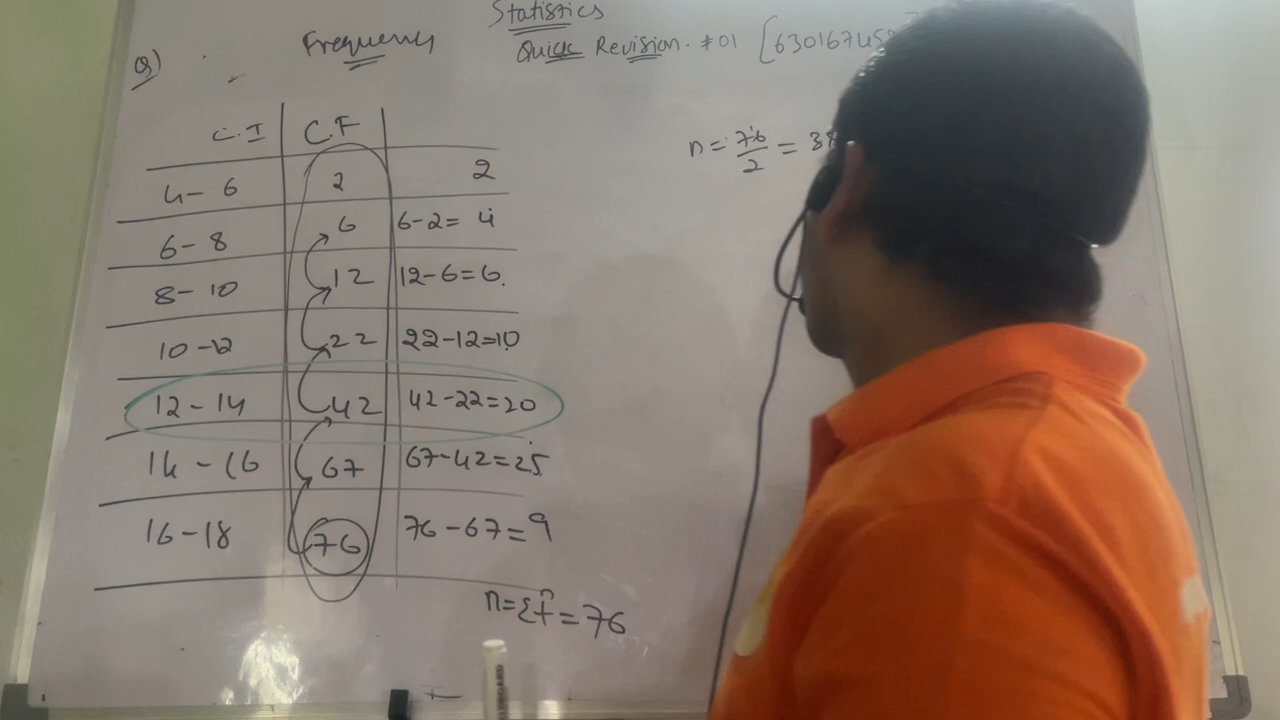 Statistics
Frequency
Quick Revision. #01 [630167458
Q)
C.I C.F
4- 6 2 2
6-8 6 6-2= 4
8- 10 12 12-6=6.
10-12 22 22-12=10
12-14 42 42-22=20
14-16 67 67-42=25
16-18 76 76-67=9
n=Σf=76
n= 76/2 = 38